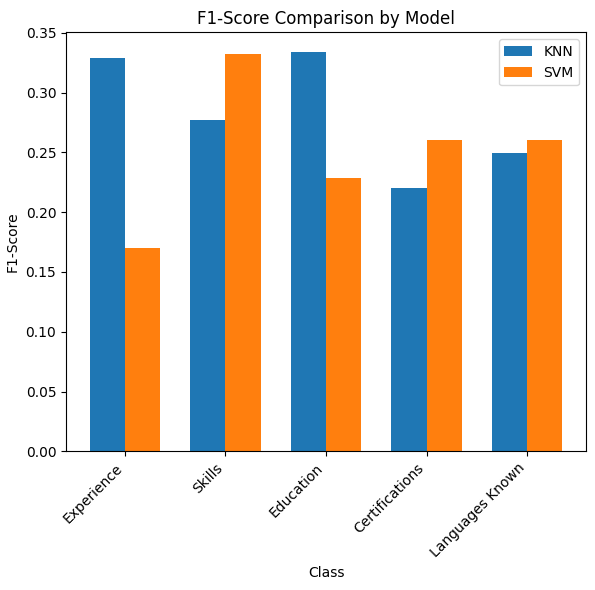 F1-Score Comparison by Model
KNN
SVM
F1-Score
0.35
0.30
0.25
0.20
0.15
0.10
0.05
0.00
Experience
Skills
Education
Certifications
Languages Known
Class